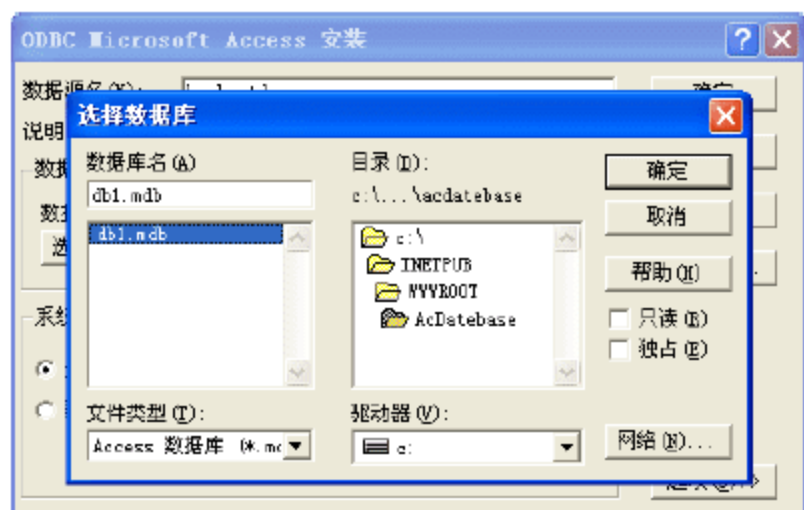 ODBC Microsoft Access 安装
数据源名(N):
说明
选择数据库
数据库名(A)
目录(D):
确定
db1.mdb
c:\...\acdatebase
取消
db1.mdb
c:\
INETPUB
帮助(H)
WWWROOT
AcDatebase
只读(R)
独占(E)
系统
文件类型(T):
驱动器(V):
Access 数据库 (*.mc
c:
网络(N)...